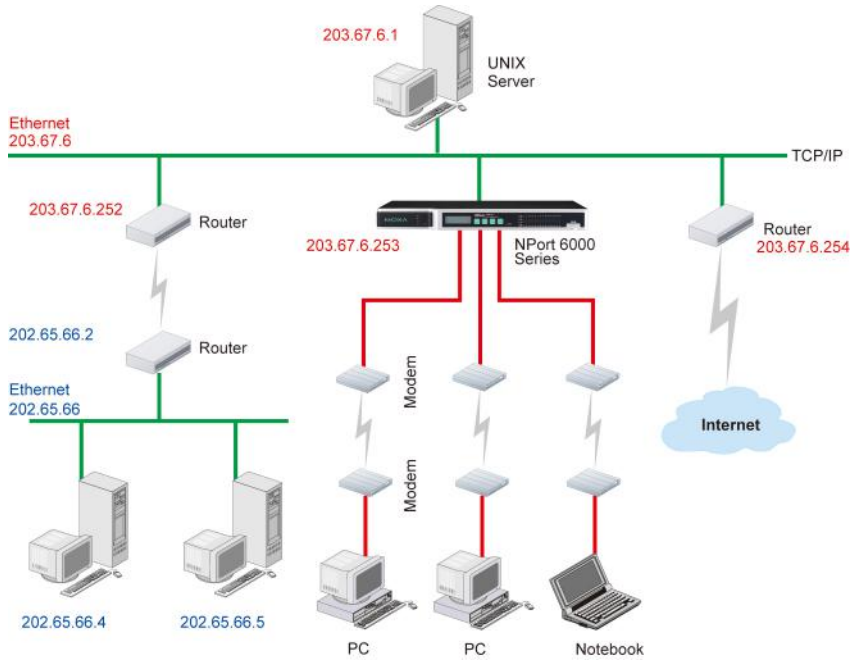 203.67.6.1
UNIX
Server
Ethernet
203.67.6
TCP/IP
203.67.6.252
Router
MOXA
203.67.6.253
NPort 6000
Series
Router
203.67.6.254
202.65.66.2
Router
Ethernet
202.65.66
Modem
Internet
Modem
202.65.66.4
202.65.66.5
PC
PC
Notebook